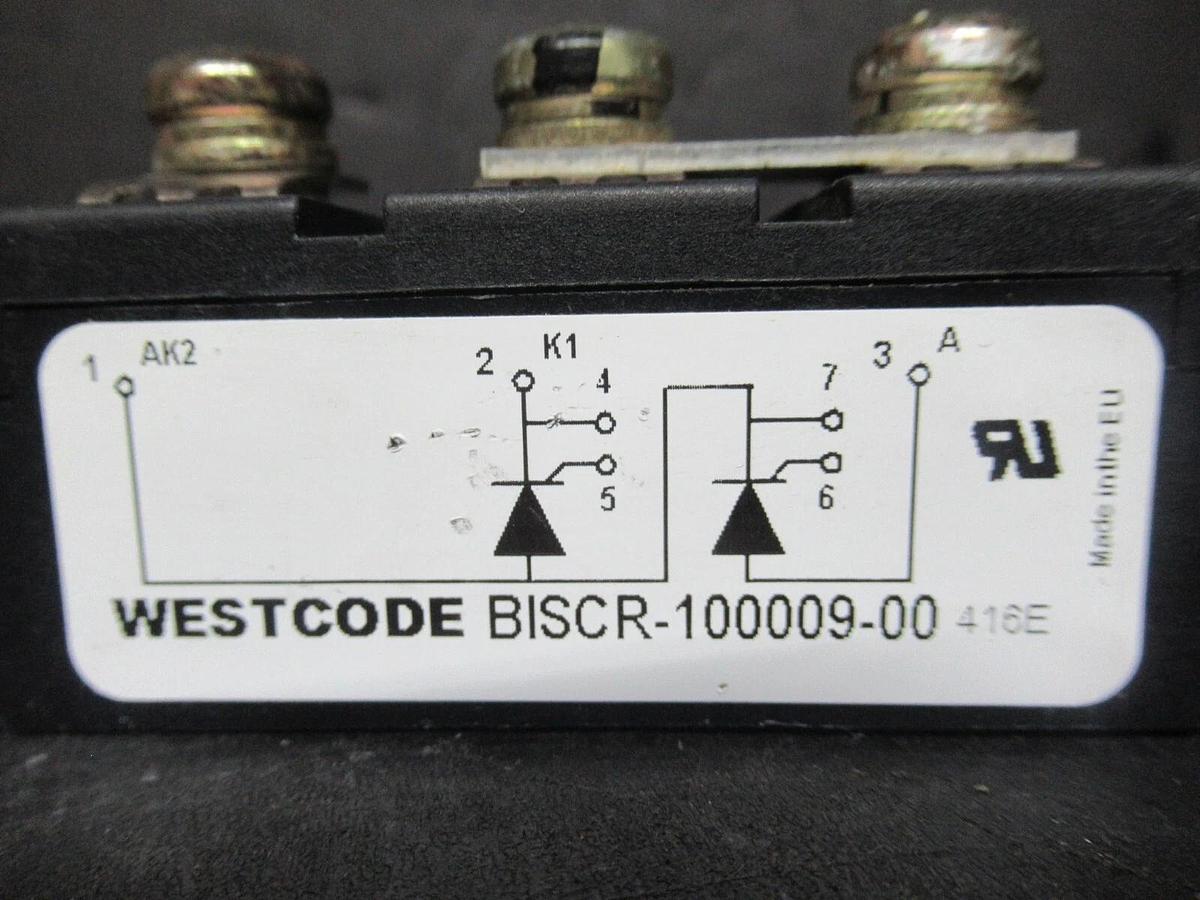 1 AK2
2 K1
4
5
7
6
3 A
Made in the EU
WESTCODE BISCR-100009-00 416E